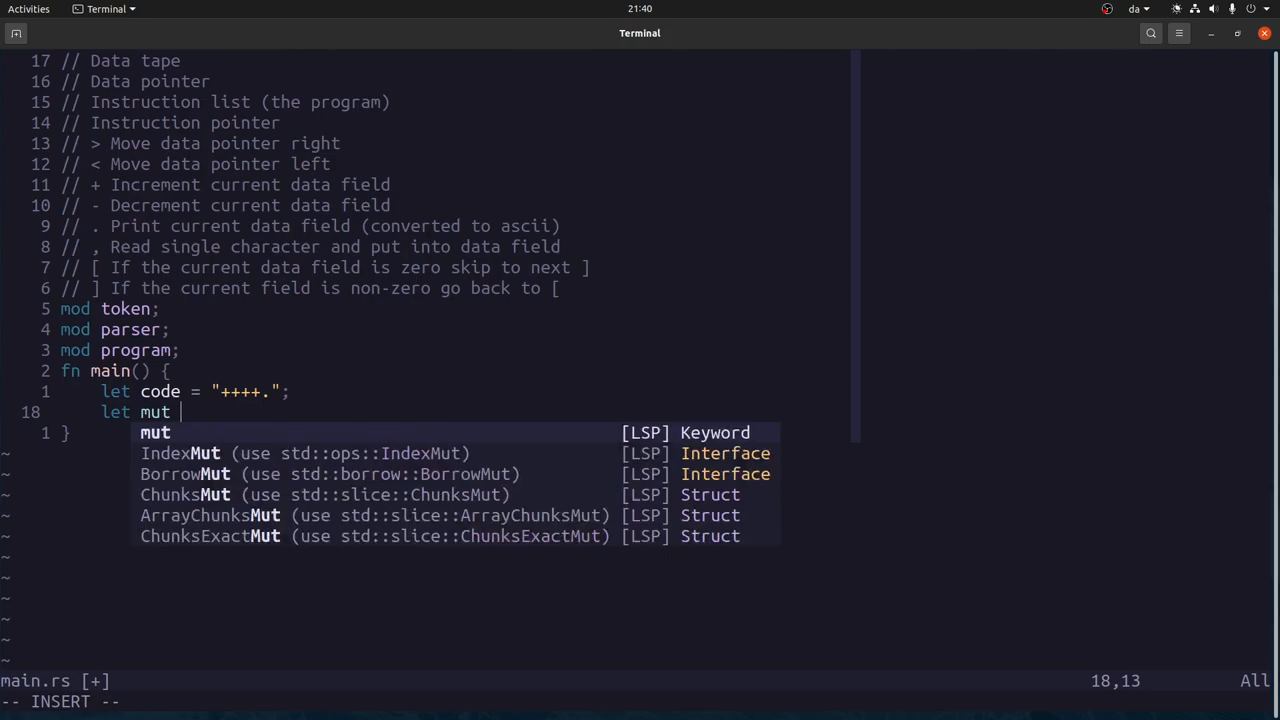 Activities Terminal 21:40 da
Terminal
17 // Data tape
16 // Data pointer
15 // Instruction list (the program)
14 // Instruction pointer
13 // > Move data pointer right
12 // < Move data pointer left
11 // + Increment current data field
10 // - Decrement current data field
9 // . Print current data field (converted to ascii)
8 // , Read single character and put into data field
7 // [ If the current data field is zero skip to next ]
6 // ] If the current field is non-zero go back to [
5 mod token;
4 mod parser;
3 mod program;
2 fn main() {
1 let code = "++++.";
18 let mut
1 }
mut [LSP] Keyword
~ IndexMut (use std::ops::IndexMut) [LSP] Interface
~ BorrowMut (use std::borrow::BorrowMut) [LSP] Interface
~ ChunksMut (use std::slice::ChunksMut) [LSP] Struct
~ ArrayChunksMut (use std::slice::ArrayChunksMut) [LSP] Struct
~ ChunksExactMut (use std::slice::ChunksExactMut) [LSP] Struct
~
~
~
~
~
~
main.rs [+] 18,13 All
-- INSERT --